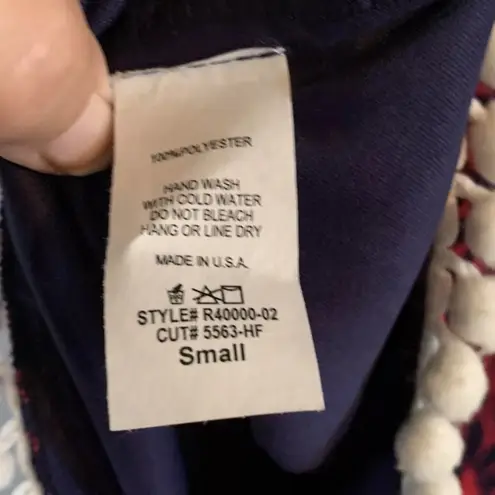 100%POLYESTER
HAND WASH
WITH COLD WATER
DO NOT BLEACH
HANG OR LINE DRY
MADE IN U.S.A.
STYLE# R40000-02
CUT# 5563-HF
Small